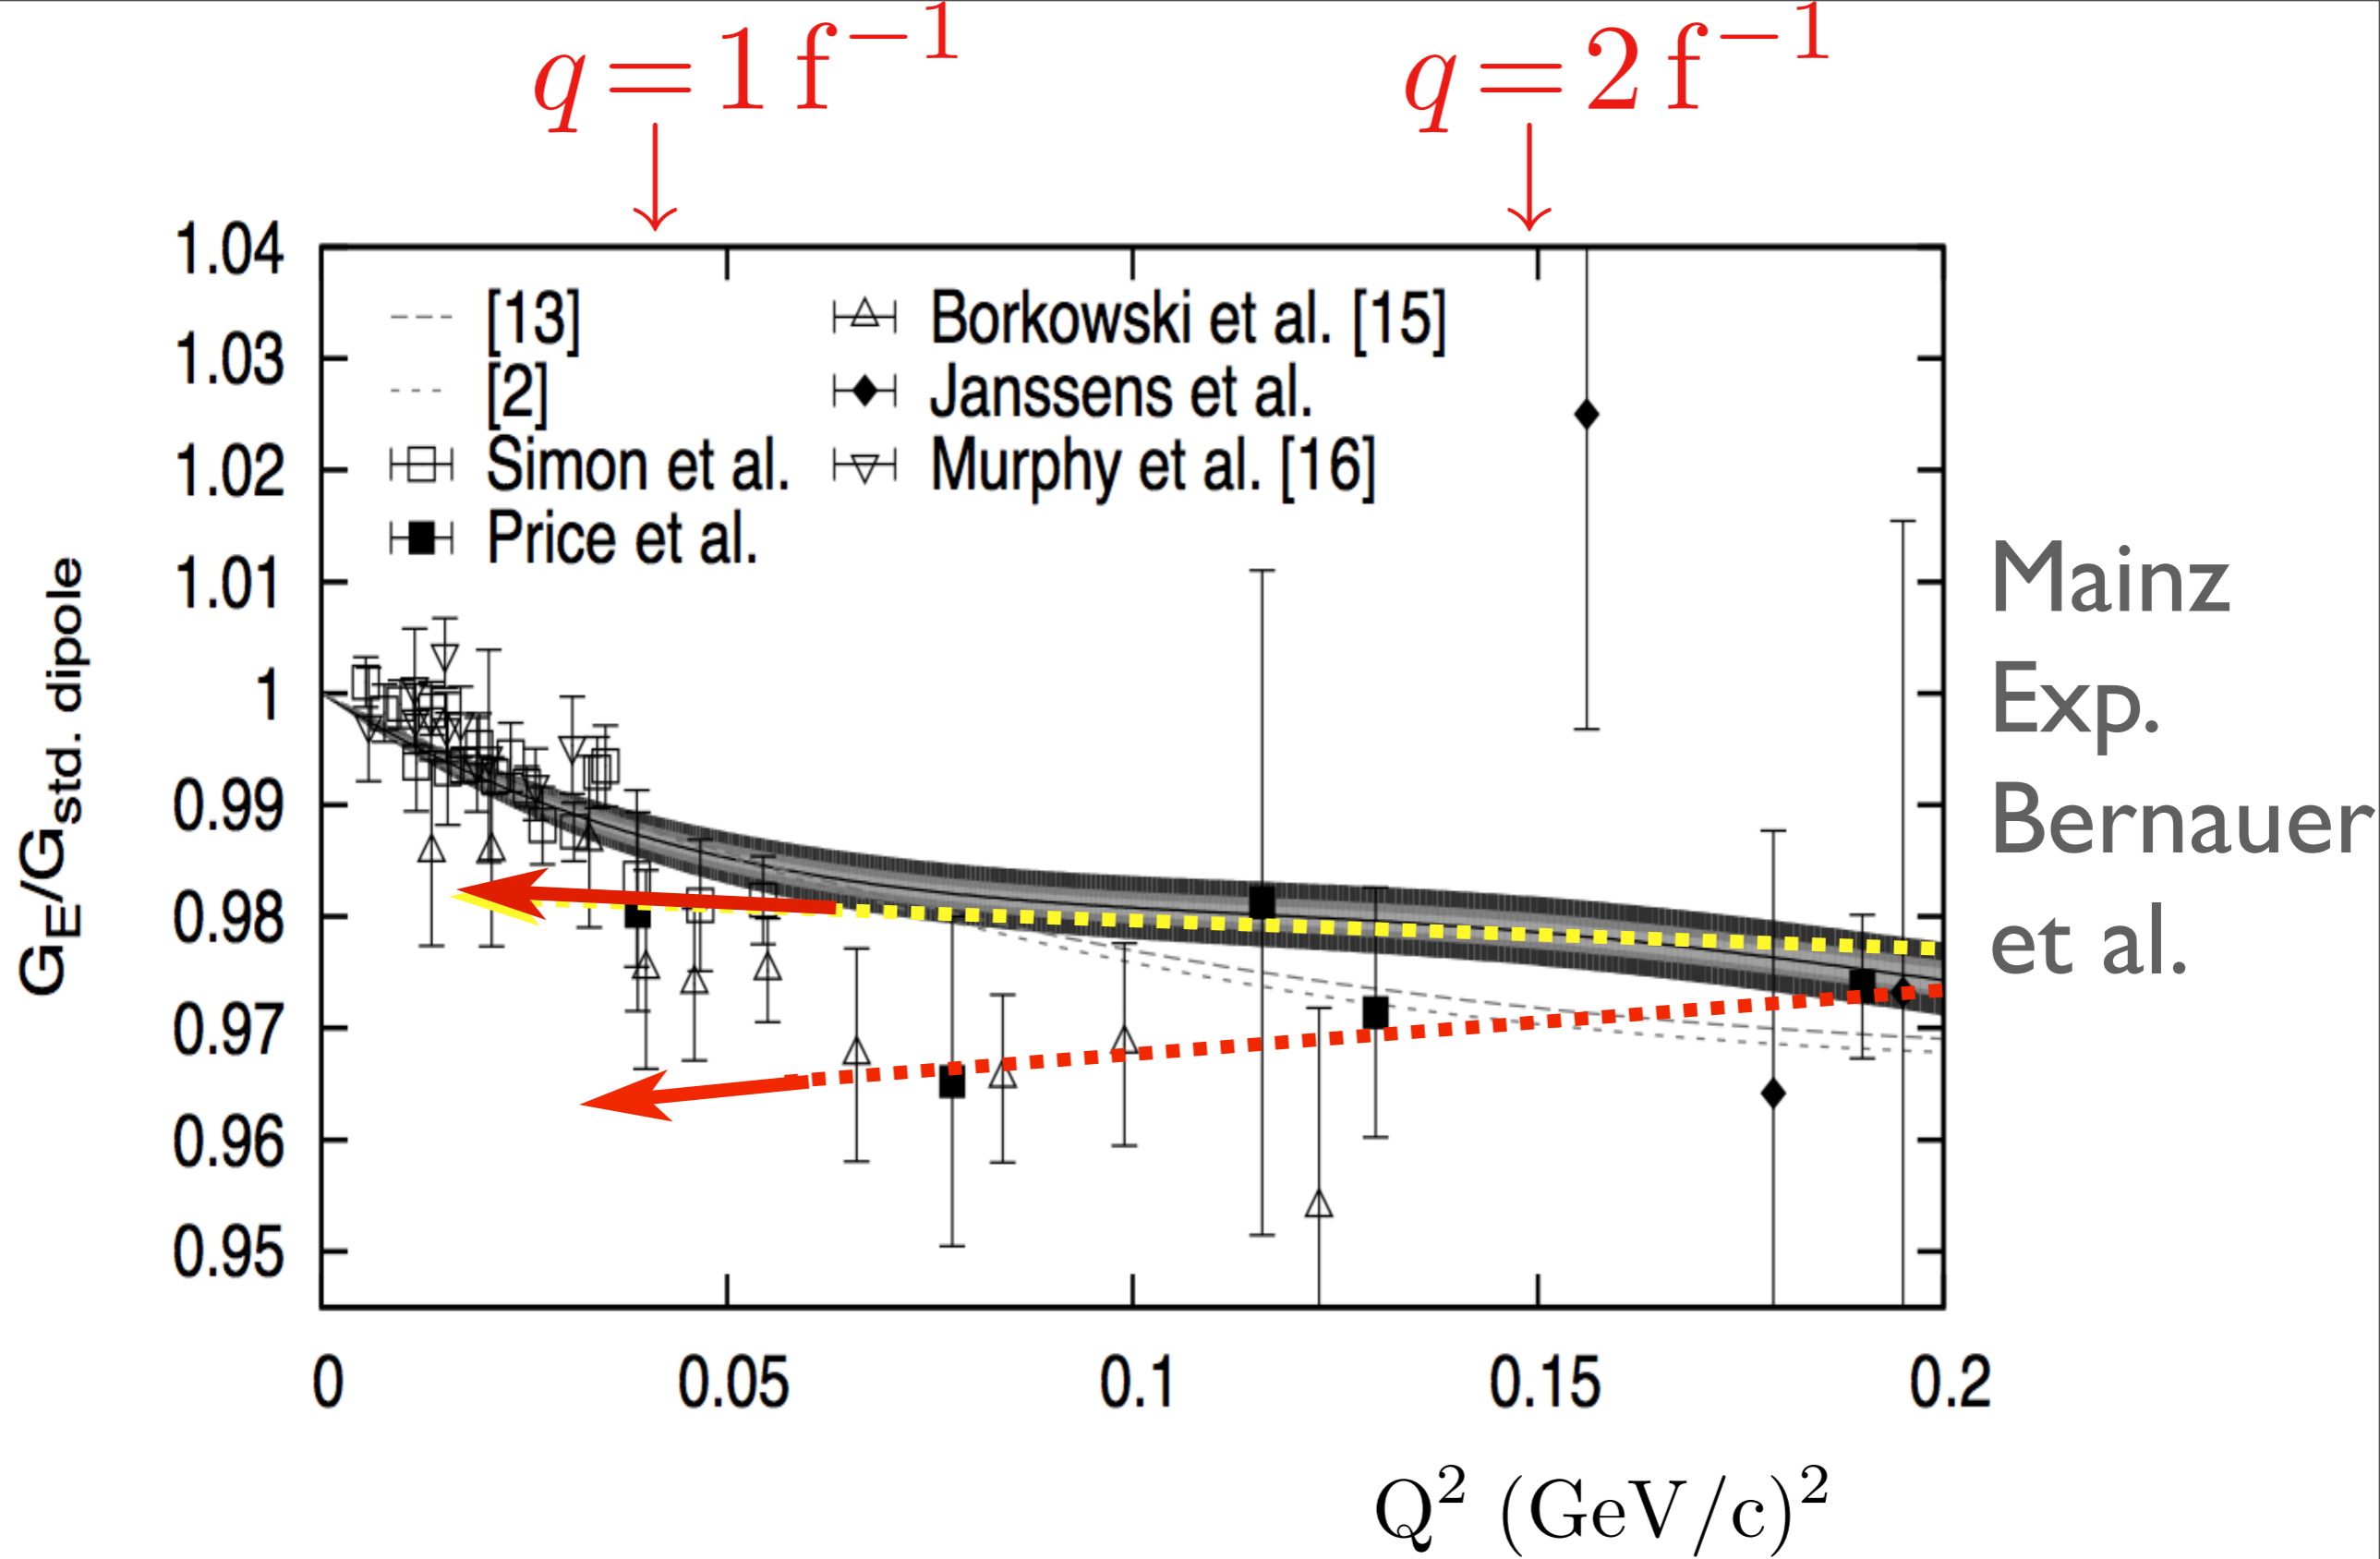 q = 1 f⁻¹
q = 2 f⁻¹
1.04
1.03
1.02
1.01
1
0.99
0.98
0.97
0.96
0.95
G_E/G_std. dipole
[13]
[2]
Simon et al.
Price et al.
Borkowski et al. [15]
Janssens et al.
Murphy et al. [16]
Mainz
Exp.
Bernauer
et al.
0 0.05 0.1 0.15 0.2
Q² (GeV/c)²